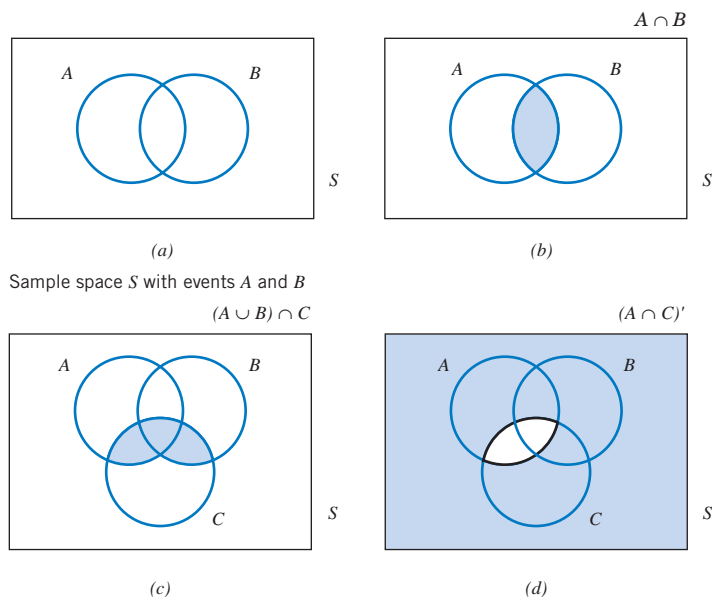 A ∩ B
A B
A B
S
S
(a)
(b)
Sample space S with events A and B
(A ∪ B) ∩ C
(A ∩ C)'
A B
A B
C
C
S
S
(c)
(d)